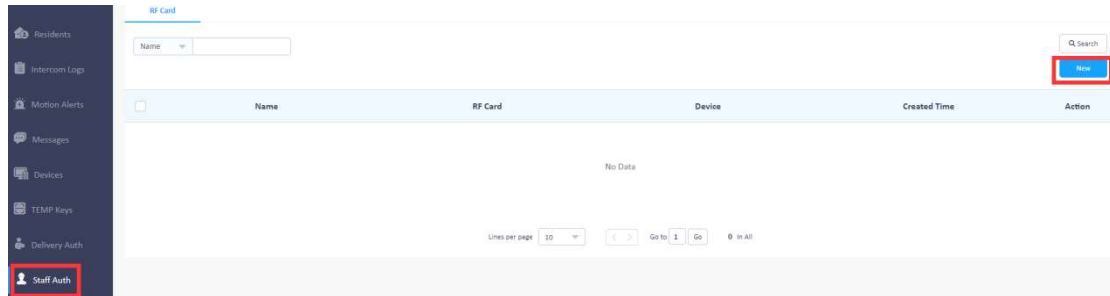 RF Card
Residents
Intercom Logs
Motion Alerts
Messages
Devices
TEMP Keys
Delivery Auth
Staff Auth
Name
Search
New
Name RF Card Device Created Time Action
No Data
Lines per page 10 < > Go to 1 Go 0 in All